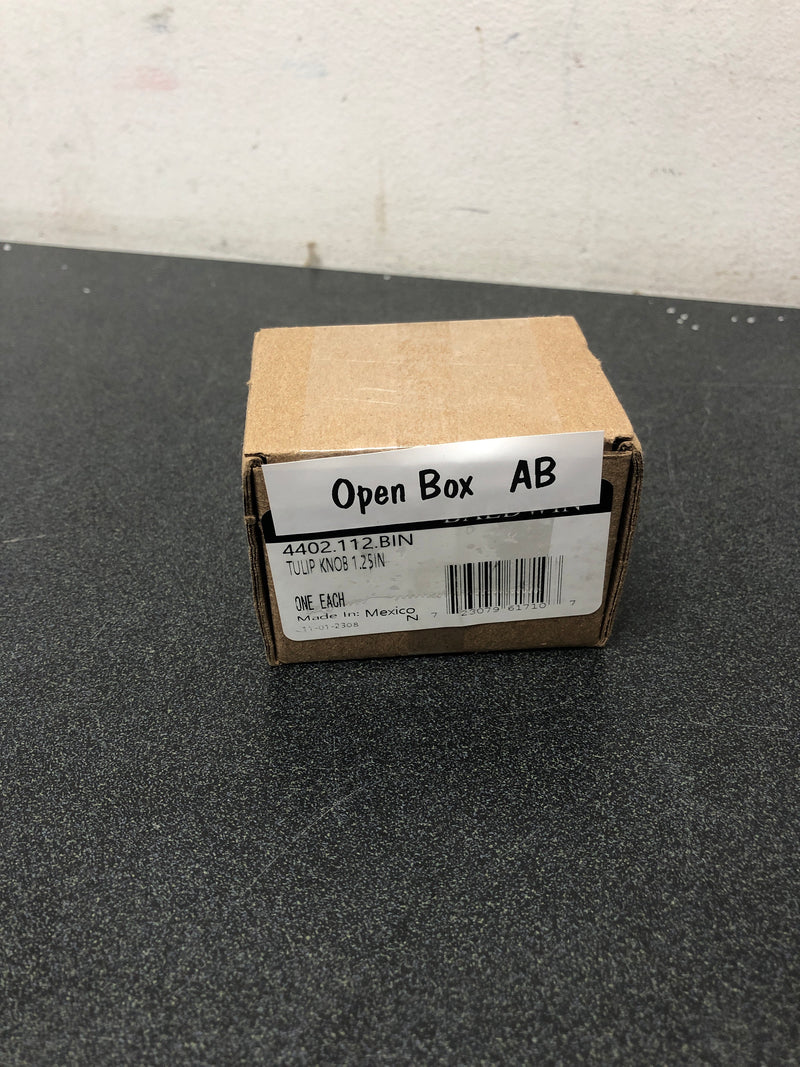 Open Box AB
BALDWIN
4402.112.BIN
TULIP KNOB 1.25IN
ONE EACH
Made In: Mexico
N
7 23079 61710 7